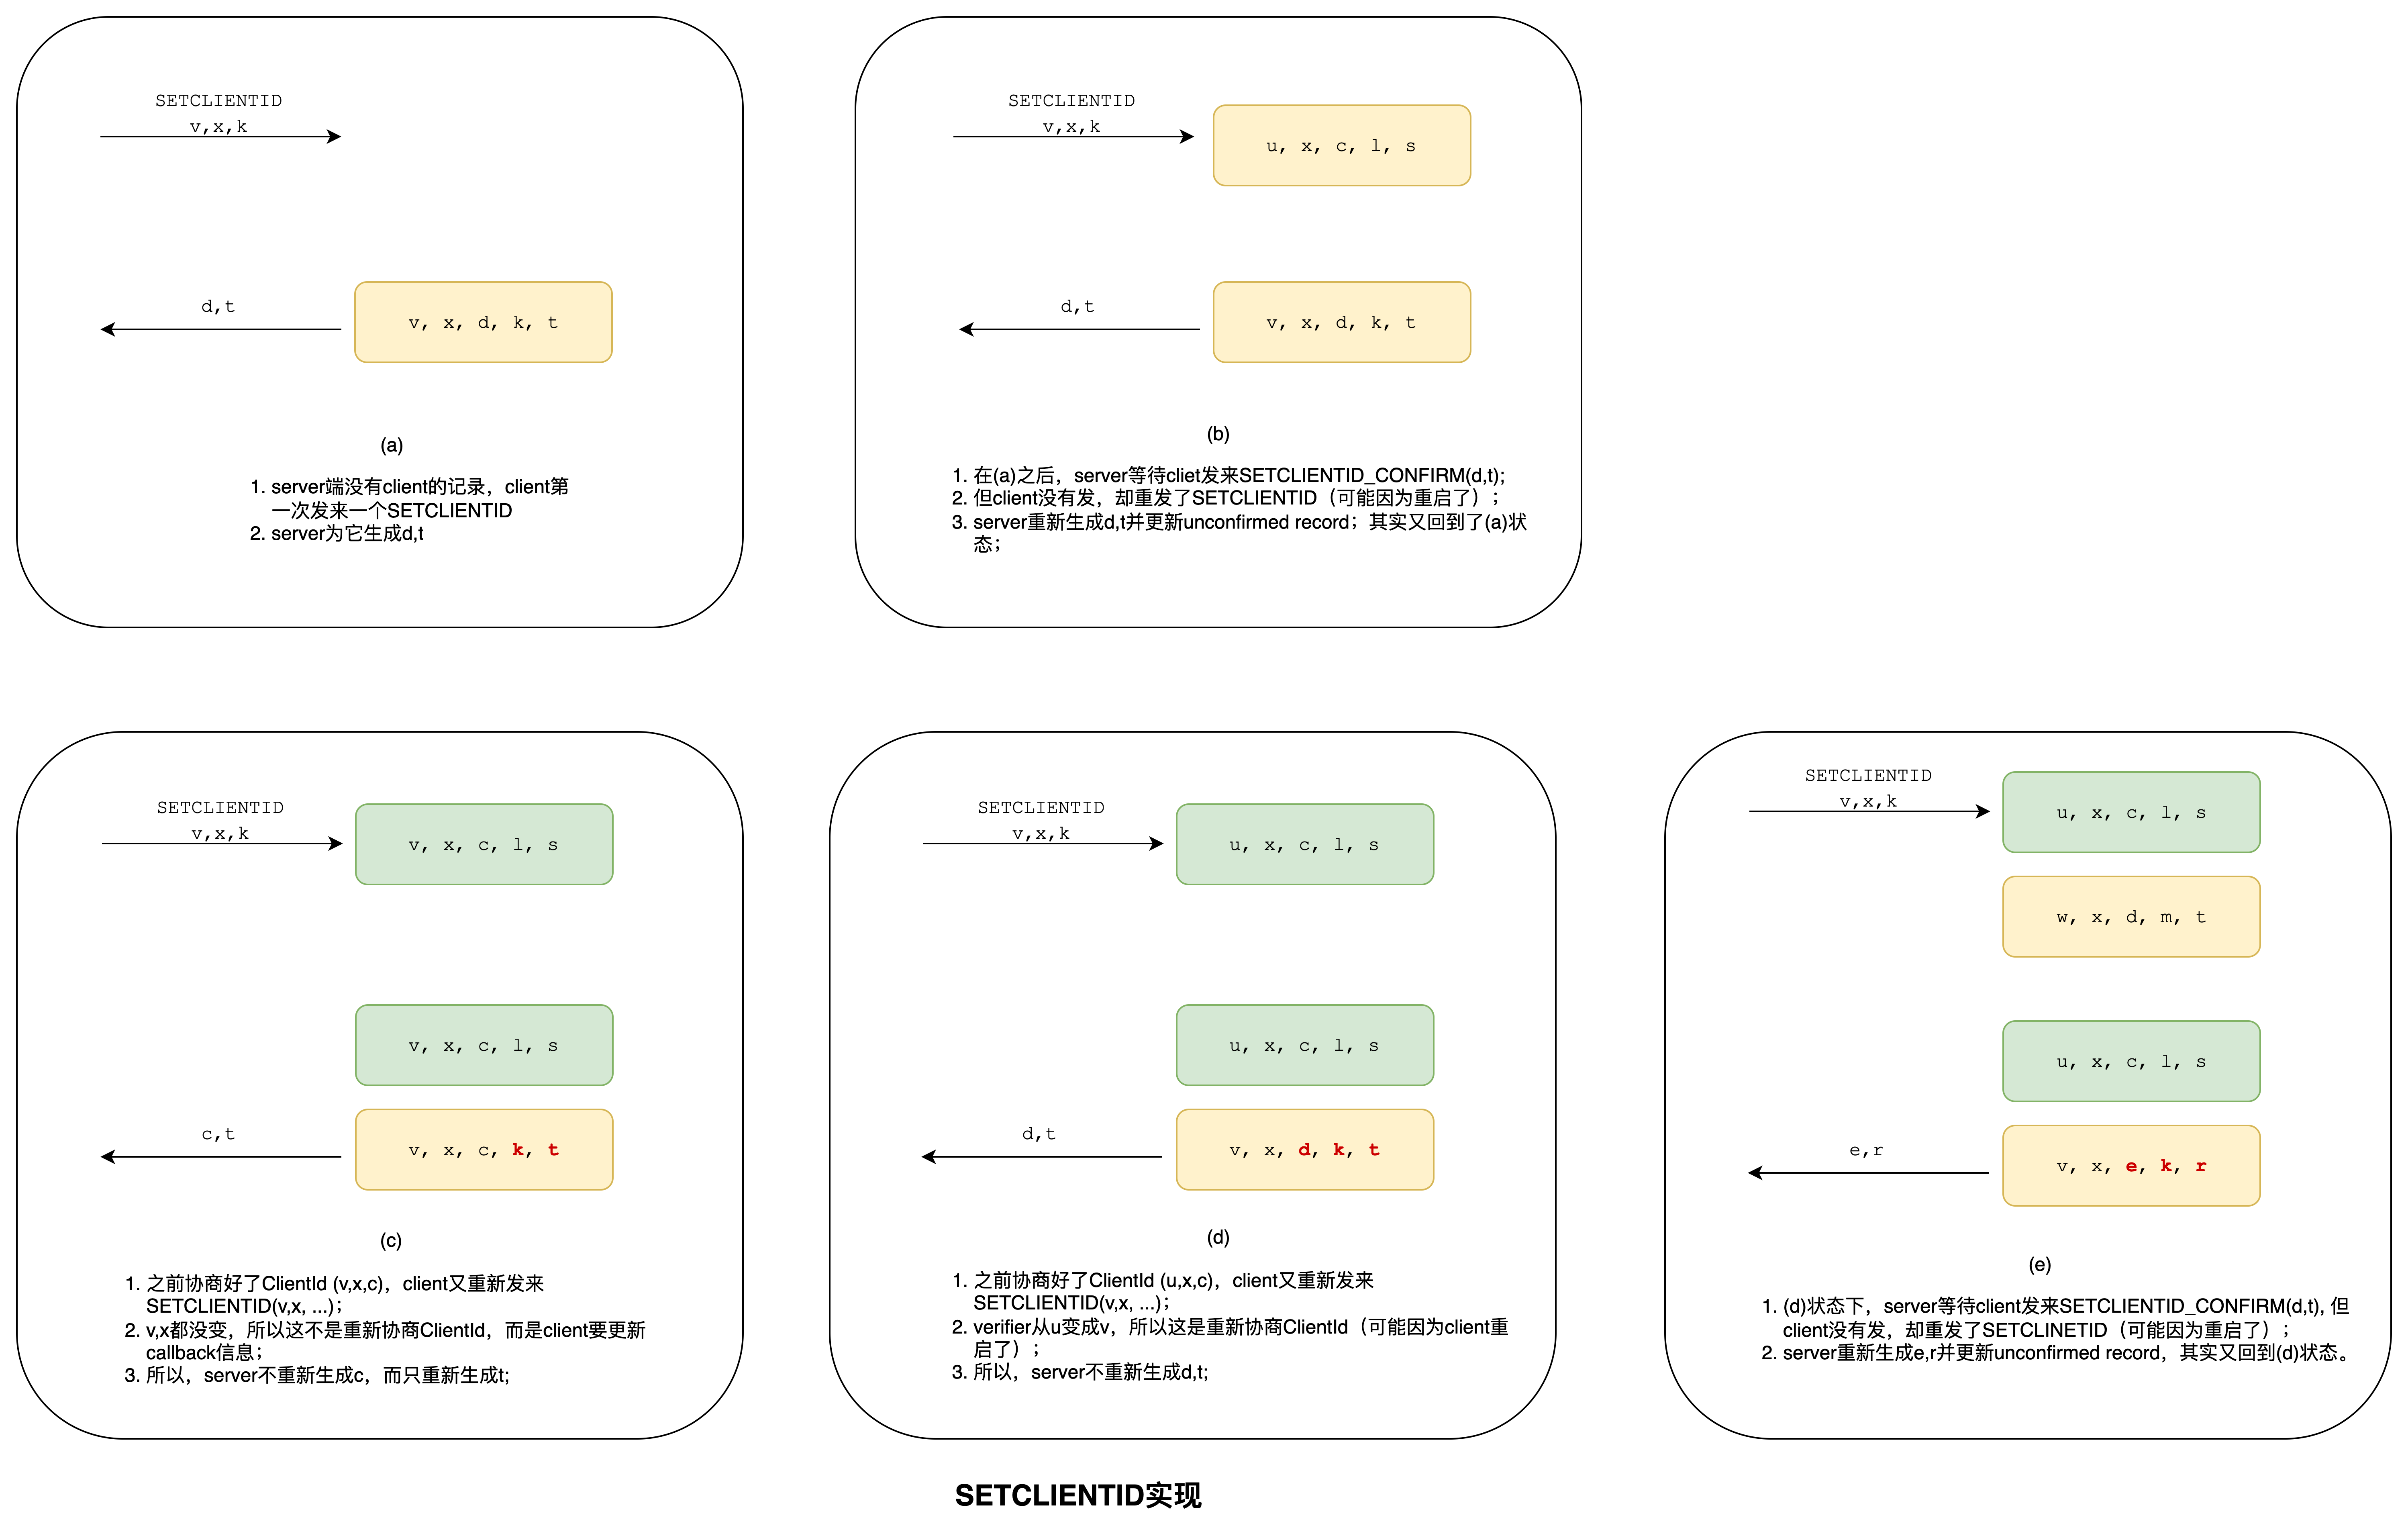 SETCLIENTID
v,x,k
d,t
v, x, d, k, t
(a)
1. server端没有client的记录，client第
一次发来一个SETCLIENTID
2. server为它生成d,t
SETCLIENTID
v,x,k
u, x, c, l, s
d,t
v, x, d, k, t
(b)
1. 在(a)之后，server等待cliet发来SETCLIENTID_CONFIRM(d,t);
2. 但client没有发，却重发了SETCLIENTID（可能因为重启了）；
3. server重新生成d,t并更新unconfirmed record；其实又回到了(a)状
态；
SETCLIENTID
v,x,k
v, x, c, l, s
v, x, c, l, s
c,t
v, x, c, k, t
(c)
1. 之前协商好了ClientId (v,x,c)，client又重新发来
SETCLIENTID(v,x, ...)；
2. v,x都没变，所以这不是重新协商ClientId，而是client要更新
callback信息；
3. 所以，server不重新生成c，而只重新生成t;
SETCLIENTID
v,x,k
u, x, c, l, s
u, x, c, l, s
d,t
v, x, d, k, t
(d)
1. 之前协商好了ClientId (u,x,c)，client又重新发来
SETCLIENTID(v,x, ...)；
2. verifier从u变成v，所以这是重新协商ClientId（可能因为client重
启了）；
3. 所以，server不重新生成d,t;
SETCLIENTID
v,x,k
u, x, c, l, s
w, x, d, m, t
u, x, c, l, s
e,r
v, x, e, k, r
(e)
1. (d)状态下，server等待client发来SETCLIENTID_CONFIRM(d,t), 但
client没有发，却重发了SETCLINETID（可能因为重启了）；
2. server重新生成e,r并更新unconfirmed record，其实又回到(d)状态。
SETCLIENTID实现